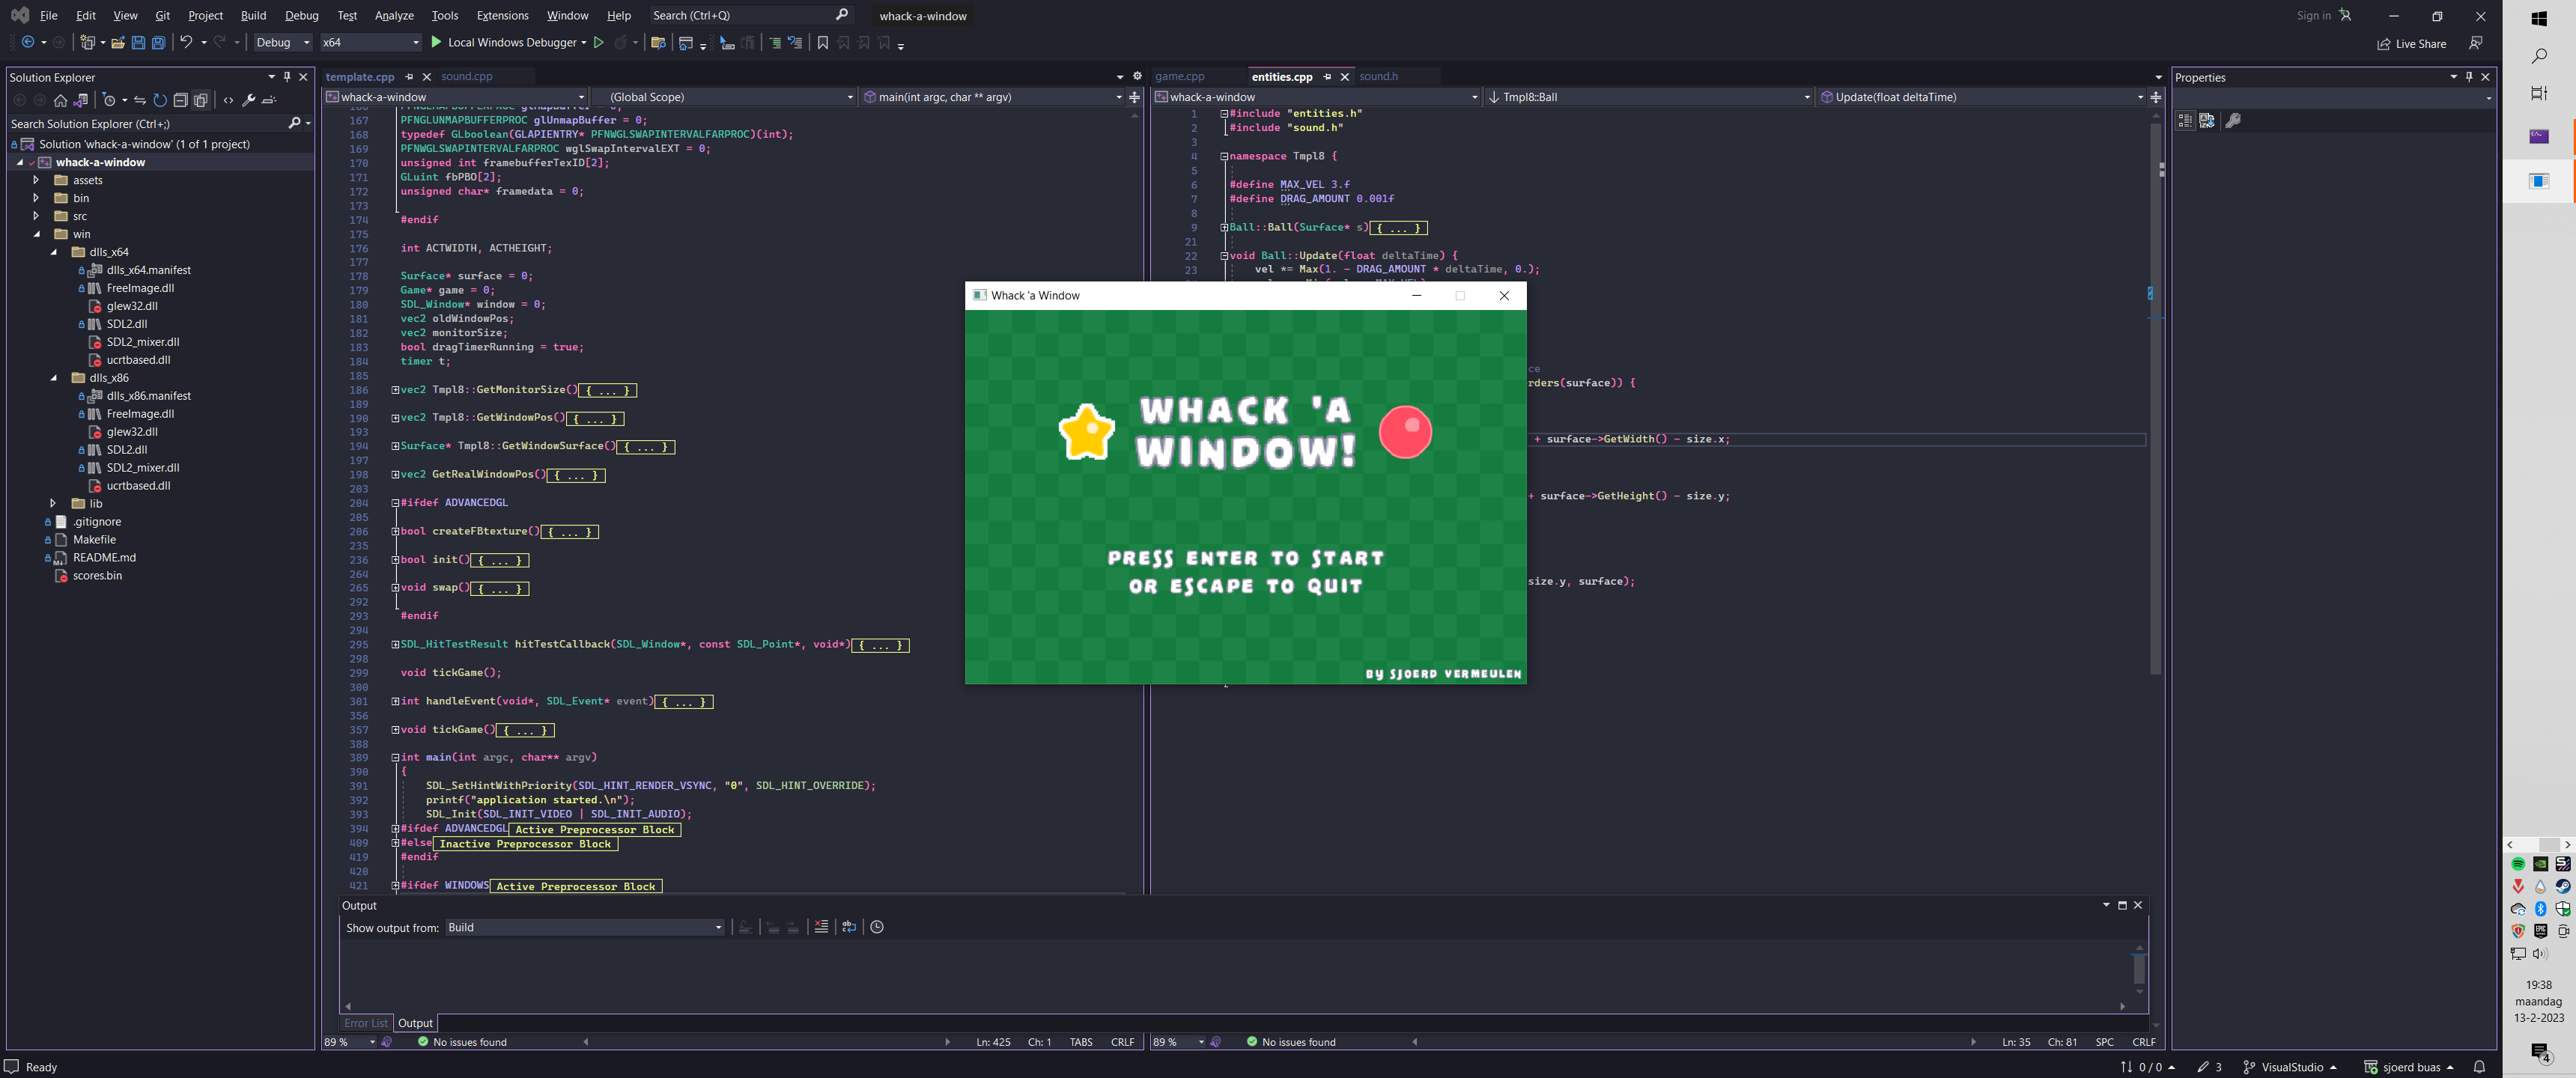 File Edit View Git Project Build Debug Test Analyze Tools Extensions Window Help Search (Ctrl+Q) whack-a-window Sign in
Debug x64 Local Windows Debugger Live Share
Solution Explorer
Search Solution Explorer (Ctrl+;)
Solution 'whack-a-window' (1 of 1 project)
whack-a-window
assets
bin
src
win
dlls_x64
dlls_x64.manifest
FreeImage.dll
glew32.dll
SDL2.dll
SDL2_mixer.dll
ucrtbased.dll
dlls_x86
dlls_x86.manifest
FreeImage.dll
glew32.dll
SDL2.dll
SDL2_mixer.dll
ucrtbased.dll
lib
.gitignore
Makefile
README.md
scores.bin
template.cpp sound.cpp
whack-a-window (Global Scope) main(int argc, char ** argv)
167 PFNGLUNMAPBUFFERPROC glUnmapBuffer = 0;
168 typedef GLboolean(GLAPIENTRY* PFNWGLSWAPINTERVALFARPROC)(int);
169 PFNWGLSWAPINTERVALFARPROC wglSwapIntervalEXT = 0;
170 unsigned int framebufferTexID[2];
171 GLuint fbPBO[2];
172 unsigned char* framedata = 0;
173
174 #endif
175
176 int ACTWIDTH, ACTHEIGHT;
177
178 Surface* surface = 0;
179 Game* game = 0;
180 SDL_Window* window = 0;
181 vec2 oldWindowPos;
182 vec2 monitorSize;
183 bool dragTimerRunning = true;
184 timer t;
185
186 vec2 Tmpl8::GetMonitorSize() { ... }
189
190 vec2 Tmpl8::GetWindowPos() { ... }
193
194 Surface* Tmpl8::GetWindowSurface() { ... }
197
198 vec2 GetRealWindowPos() { ... }
203
204 #ifdef ADVANCEDGL
205
206 bool createFBtexture() { ... }
235
236 bool init() { ... }
264
265 void swap() { ... }
292
293 #endif
294
295 SDL_HitTestResult hitTestCallback(SDL_Window*, const SDL_Point*, void*) { ... }
298
299 void tickGame();
300
301 int handleEvent(void*, SDL_Event* event) { ... }
356
357 void tickGame() { ... }
388
389 int main(int argc, char** argv)
390 {
391 SDL_SetHintWithPriority(SDL_HINT_RENDER_VSYNC, "0", SDL_HINT_OVERRIDE);
392 printf("application started.\n");
393 SDL_Init(SDL_INIT_VIDEO | SDL_INIT_AUDIO);
394 #ifdef ADVANCEDGL Active Preprocessor Block
409 #else Inactive Preprocessor Block
419 #endif
420
421 #ifdef WINDOWS Active Preprocessor Block
game.cpp entities.cpp sound.h
whack-a-window Tmpl8::Ball Update(float deltaTime)
1 #include "entities.h"
2 #include "sound.h"
3
4 namespace Tmpl8 {
5
6 #define MAX_VEL 3.f
7 #define DRAG_AMOUNT 0.001f
8
9 Ball::Ball(Surface* s) { ... }
21
22 void Ball::Update(float deltaTime) {
23 vel *= Max(1. - DRAG_AMOUNT * deltaTime, 0.);
ce
rders(surface)) {
+ surface->GetWidth() - size.x;
+ surface->GetHeight() - size.y;
size.y, surface);
Whack 'a Window
WHACK 'A
WINDOW!
PRESS ENTER TO START
OR ESCAPE TO QUIT
BY SJOERD VERMEULEN
Output
Show output from: Build
Error List Output
89 % No issues found Ln: 425 Ch: 1 TABS CRLF
89 % No issues found Ln: 35 Ch: 81 SPC CRLF
Ready 0 / 0 3 VisualStudio sjoerd buas
Properties
19:38
maandag
13-2-2023
4